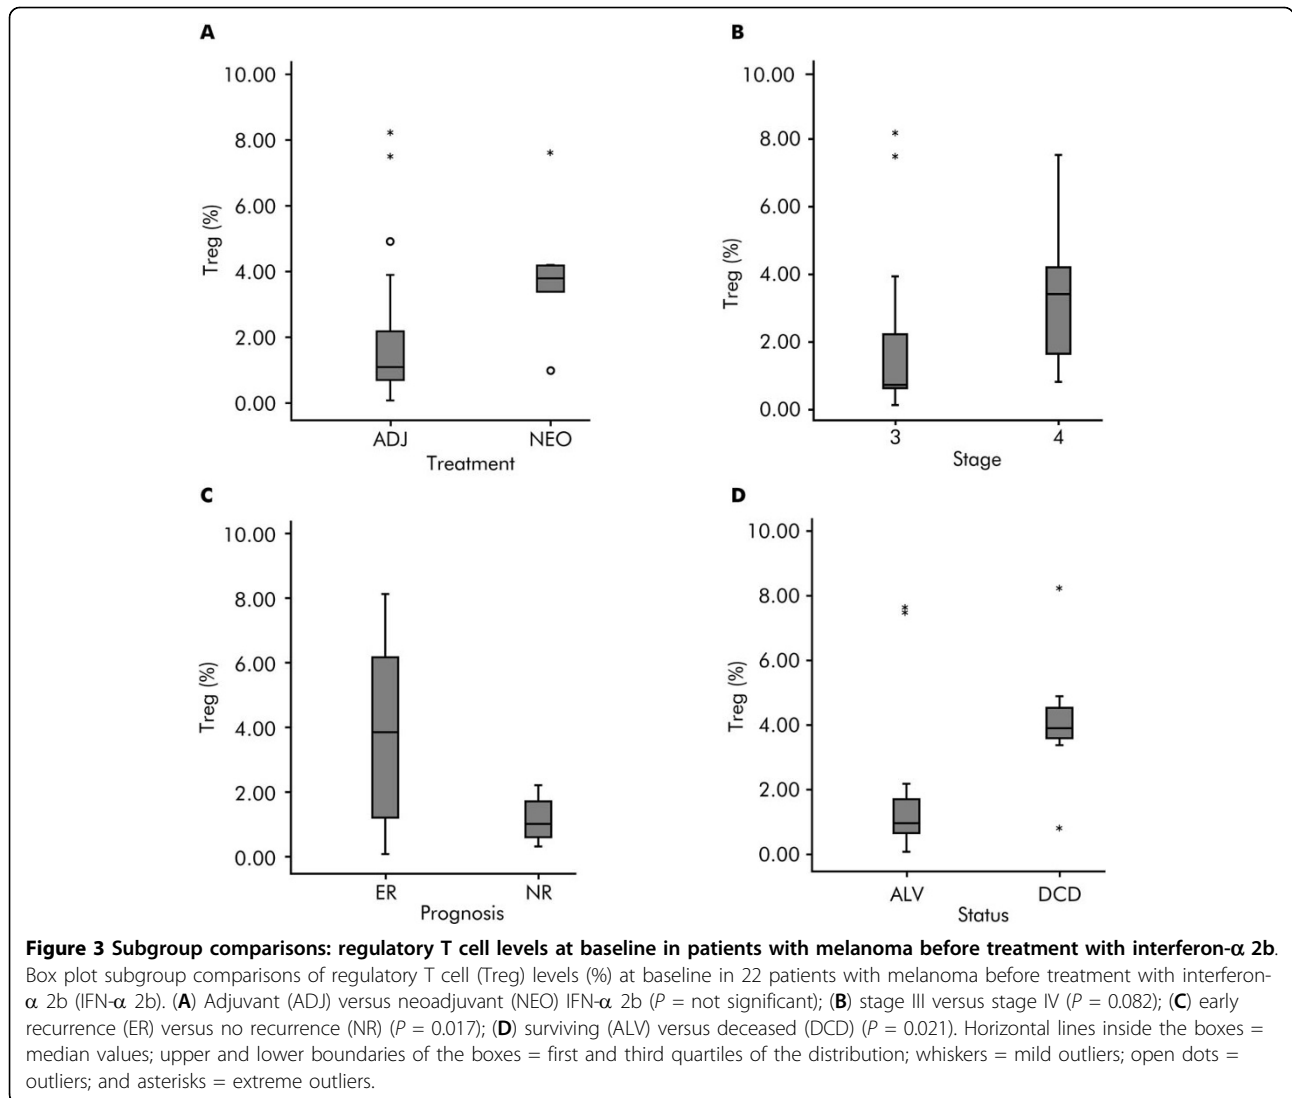 A
10.00
8.00
6.00
4.00
2.00
0.00
Treg (%)
ADJ NEO
Treatment
B
10.00
8.00
6.00
4.00
2.00
0.00
Treg (%)
3 4
Stage
C
10.00
8.00
6.00
4.00
2.00
0.00
Treg (%)
ER NR
Prognosis
D
10.00
8.00
6.00
4.00
2.00
0.00
Treg (%)
ALV DCD
Status
Figure 3 Subgroup comparisons: regulatory T cell levels at baseline in patients with melanoma before treatment with interferon-α 2b.
Box plot subgroup comparisons of regulatory T cell (Treg) levels (%) at baseline in 22 patients with melanoma before treatment with interferon-
α 2b (IFN-α 2b). (A) Adjuvant (ADJ) versus neoadjuvant (NEO) IFN-α 2b (P = not significant); (B) stage III versus stage IV (P = 0.082); (C) early
recurrence (ER) versus no recurrence (NR) (P = 0.017); (D) surviving (ALV) versus deceased (DCD) (P = 0.021). Horizontal lines inside the boxes =
median values; upper and lower boundaries of the boxes = first and third quartiles of the distribution; whiskers = mild outliers; open dots =
outliers; and asterisks = extreme outliers.